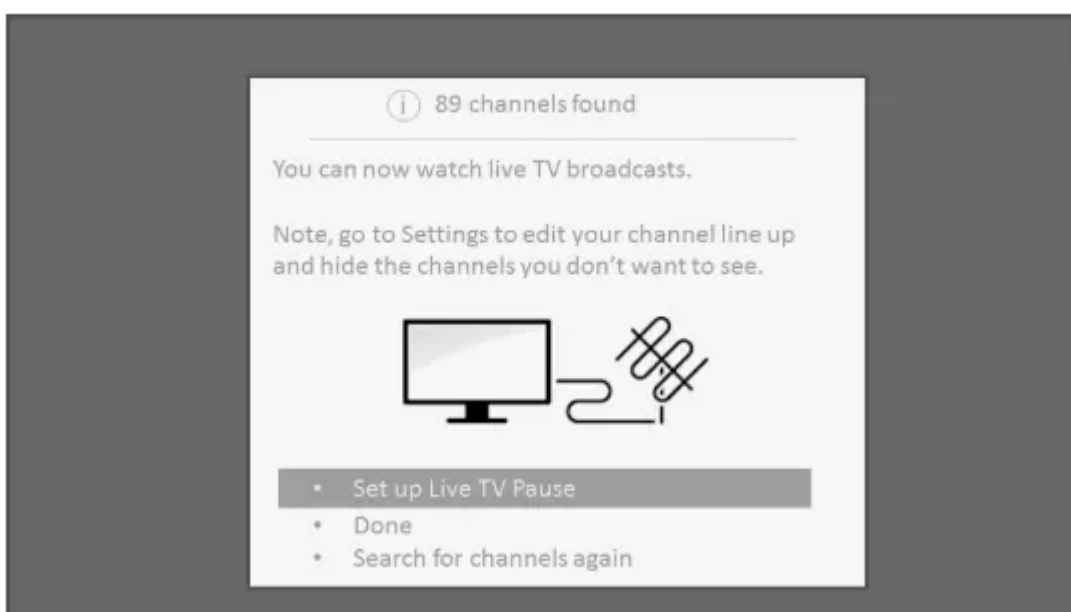 i 89 channels found
You can now watch live TV broadcasts.
Note, go to Settings to edit your channel line up
and hide the channels you don't want to see.
• Set up Live TV Pause
• Done
• Search for channels again